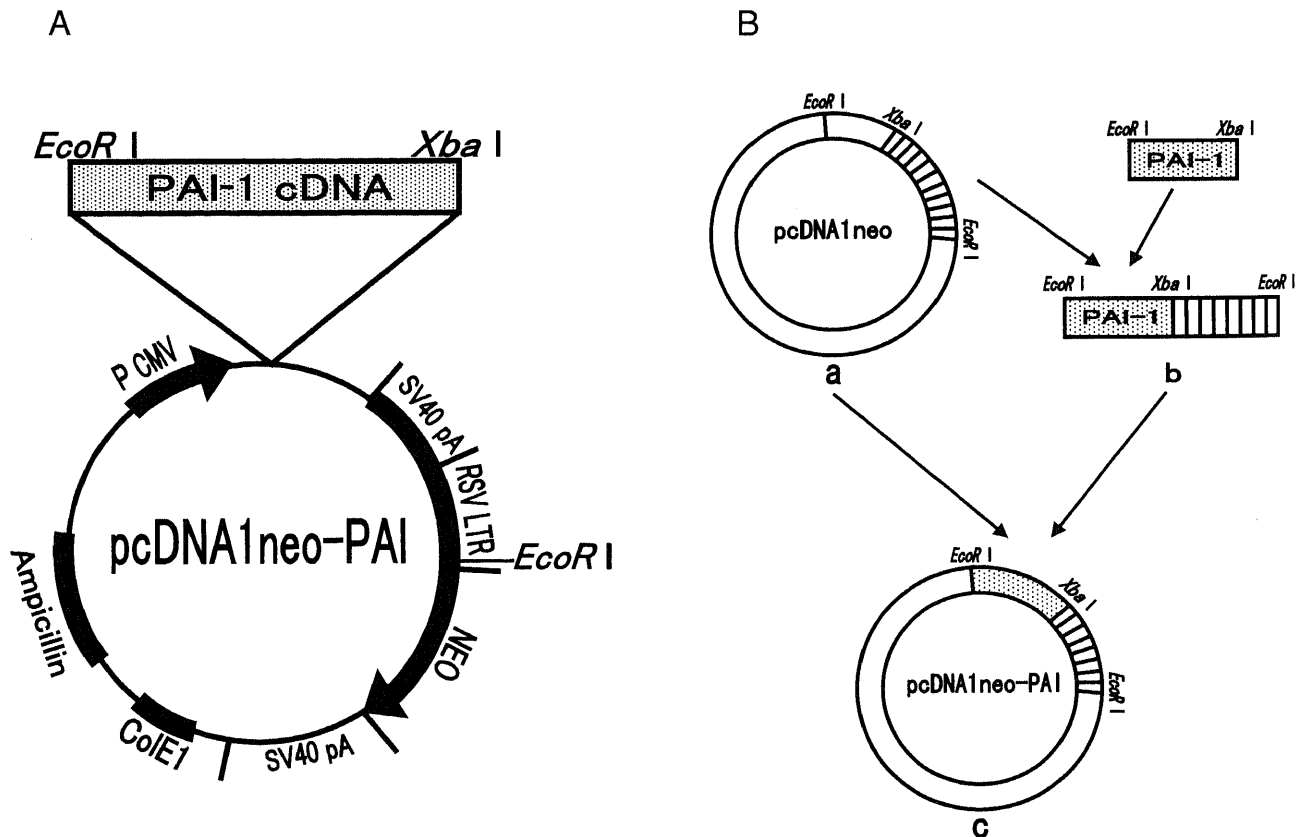 A
EcoR I
Xba I
PAI-1 cDNA
P CMV
SV40 pA
RSV LTR
pcDNA1neo-PAI
EcoR I
Ampicillin
NEO
ColE1
SV40 pA
B
EcoR I
Xba I
EcoR I
pcDNA1neo
a
EcoR I
Xba I
PAI-1
EcoR I
Xba I
EcoR I
PAI-1
b
EcoR I
Xba I
EcoR I
pcDNA1neo-PAI
c